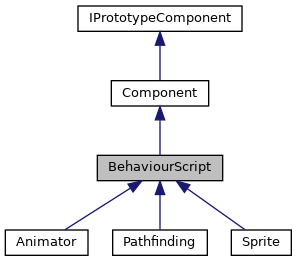 IPrototypeComponent
Component
BehaviourScript
Animator
Pathfinding
Sprite